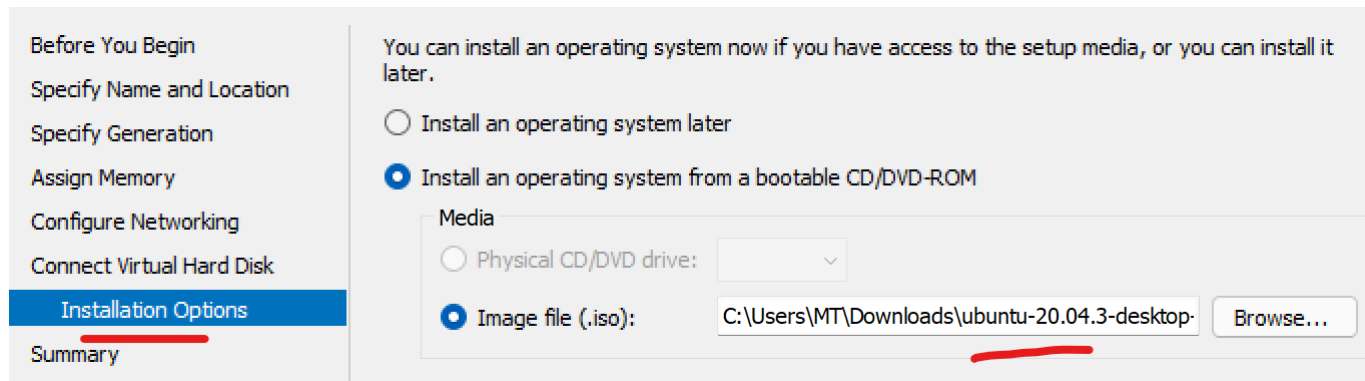 Before You Begin
Specify Name and Location
Specify Generation
Assign Memory
Configure Networking
Connect Virtual Hard Disk
Installation Options
Summary
You can install an operating system now if you have access to the setup media, or you can install it
later.
Install an operating system later
Install an operating system from a bootable CD/DVD-ROM
Media
Physical CD/DVD drive:
Image file (.iso):
C:\Users\MT\Downloads\ubuntu-20.04.3-desktop-
Browse...